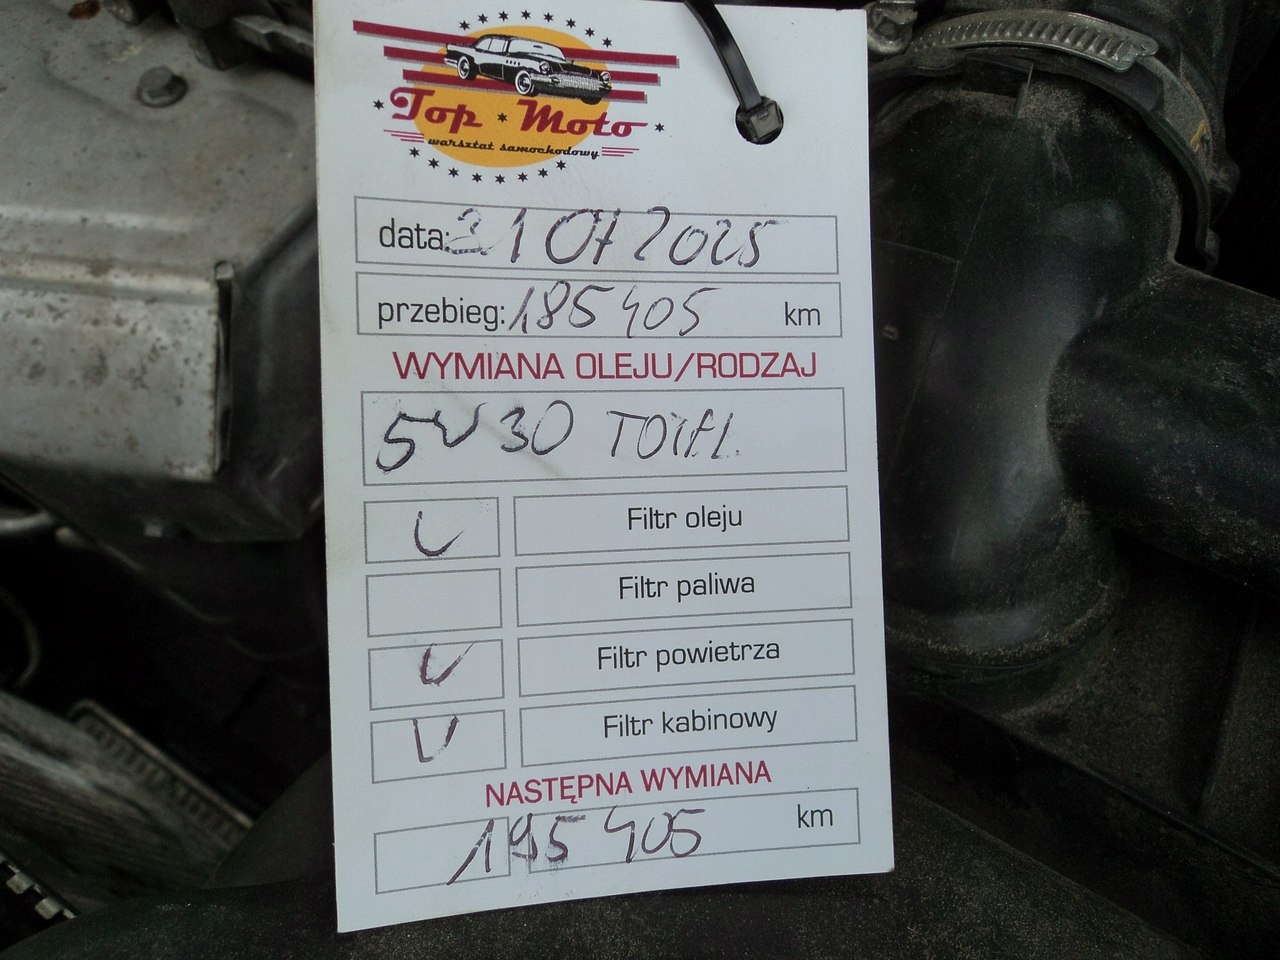 Top Moto
warsztat samochodowy
data: 21 07 2025
przebieg: 185 405 km
WYMIANA OLEJU/RODZAJ
5W30 TOTAL
Filtr oleju
Filtr paliwa
Filtr powietrza
Filtr kabinowy
NASTĘPNA WYMIANA
195 405 km